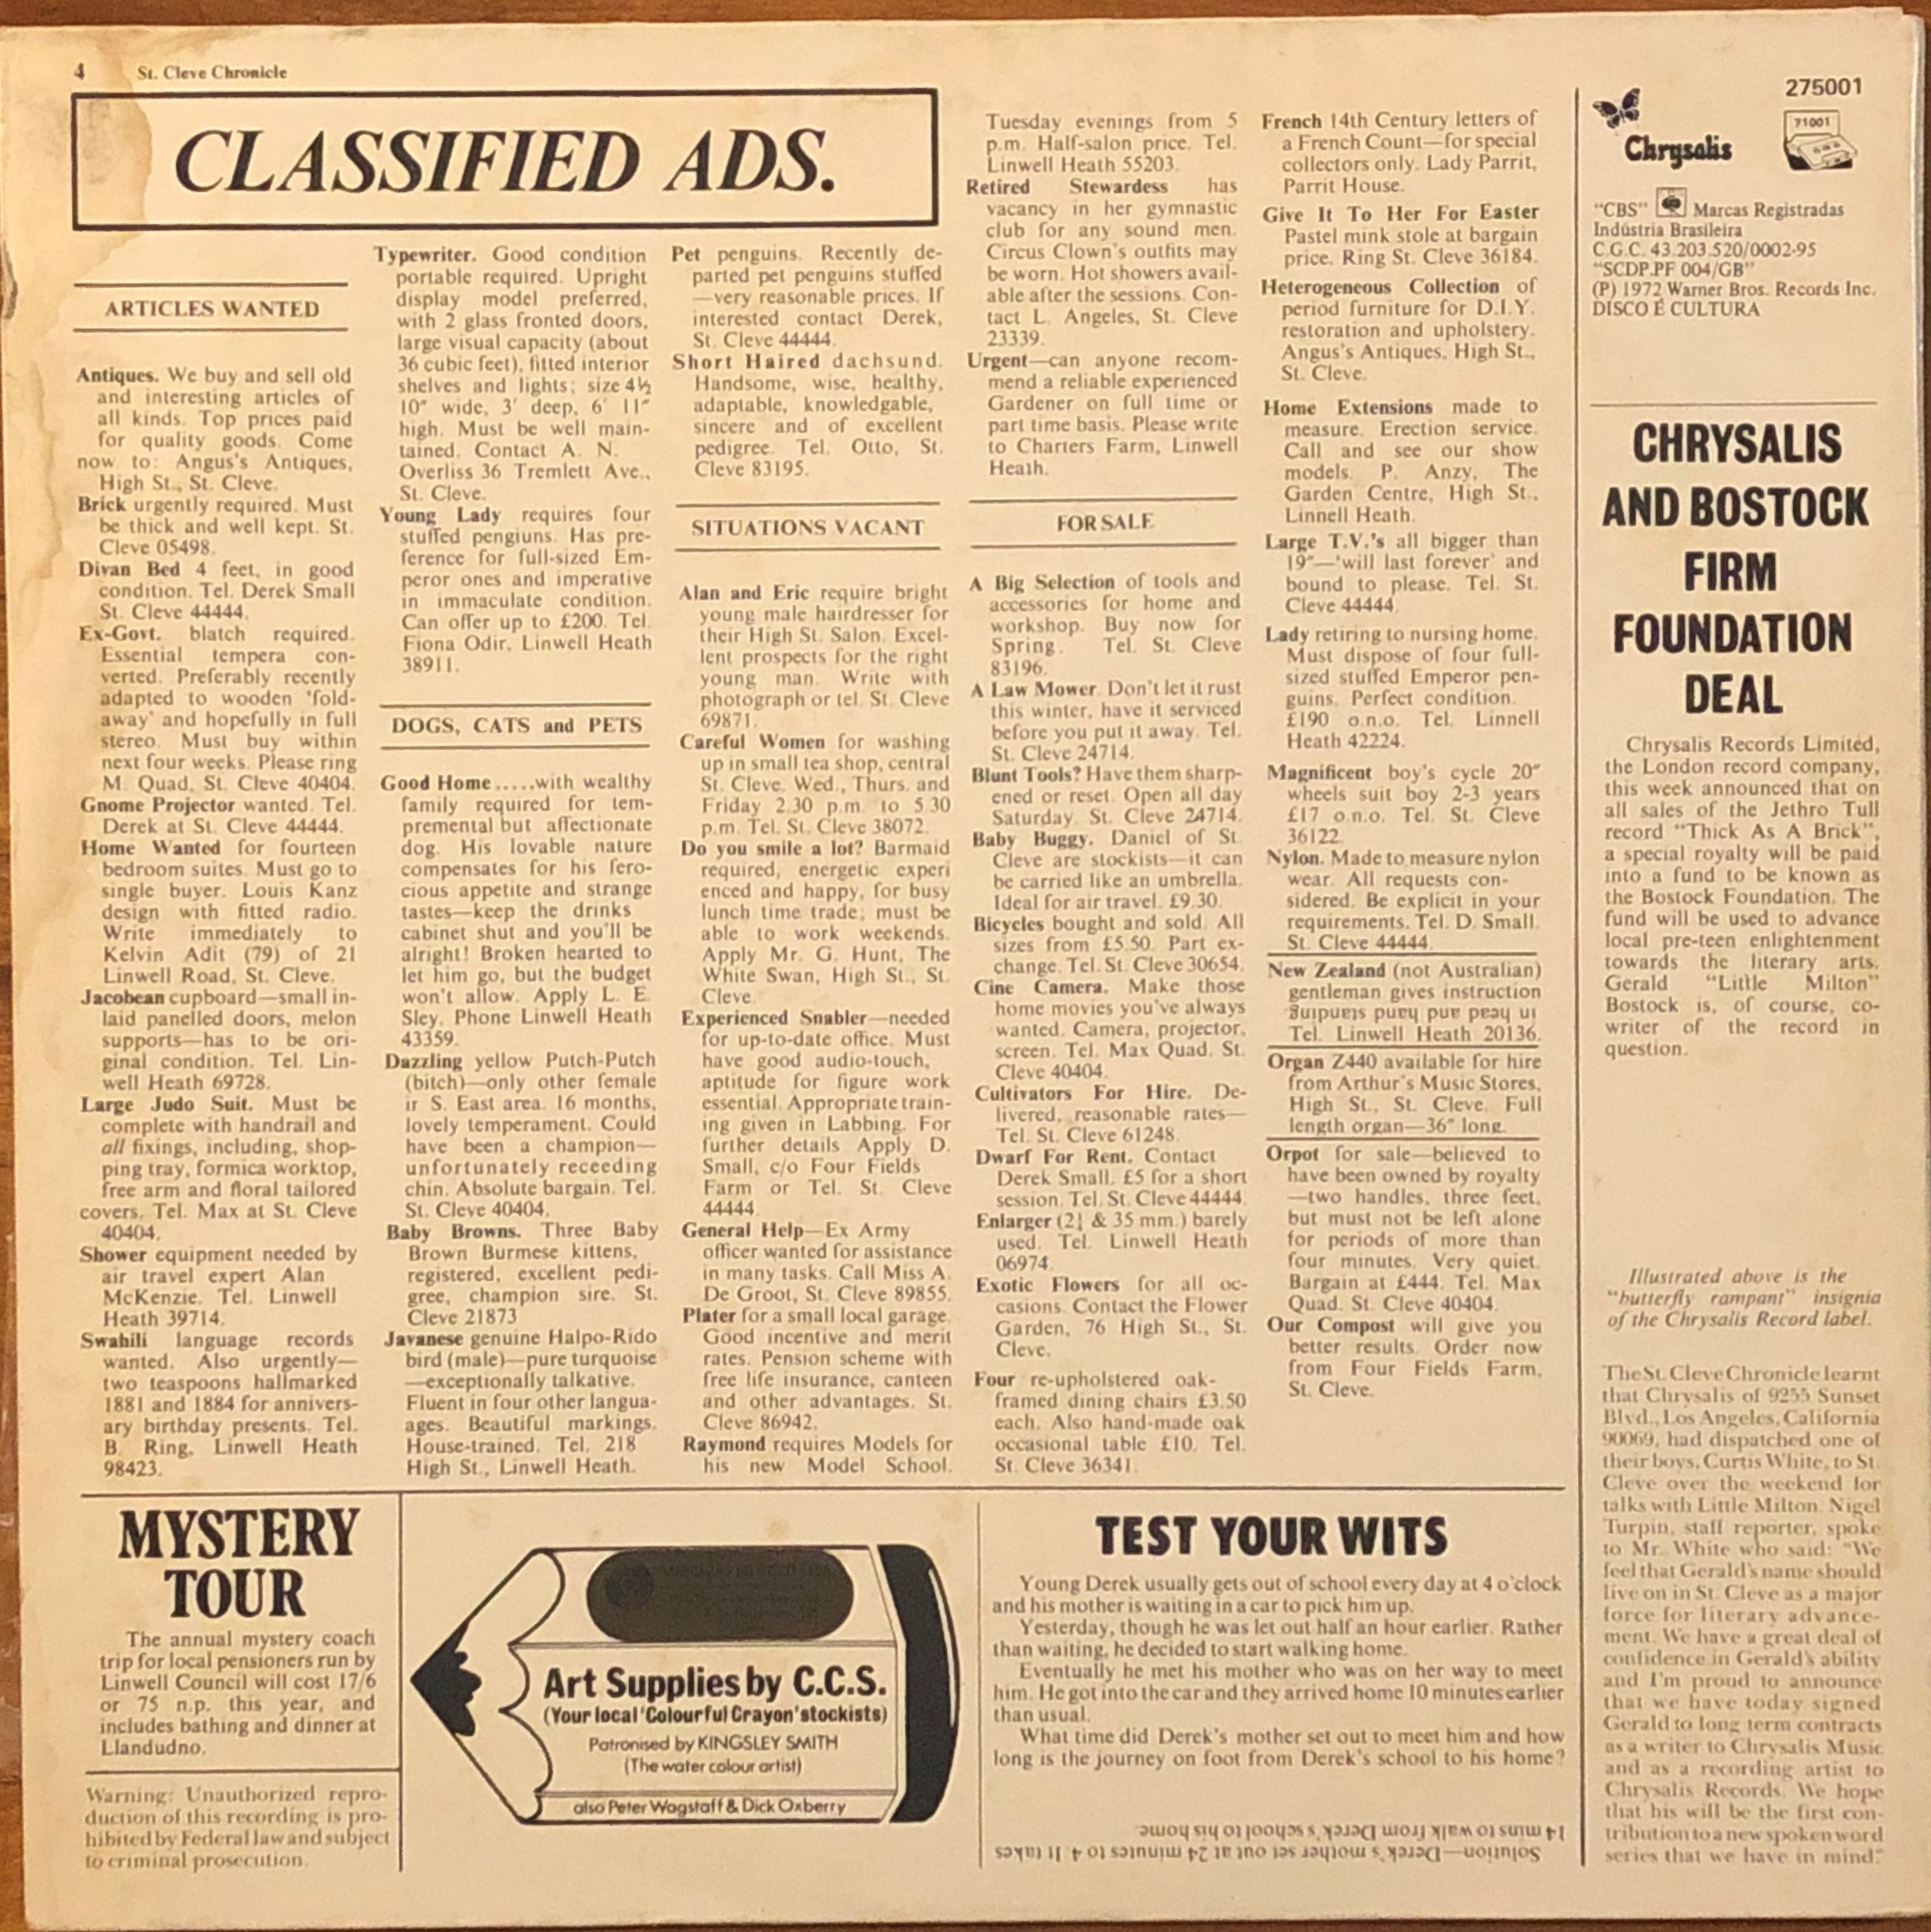 4 St. Cleve Chronicle
CLASSIFIED ADS.
ARTICLES WANTED
Antiques. We buy and sell old
and interesting articles of
all kinds. Top prices paid
for quality goods. Come
now to: Angus's Antiques,
High St., St. Cleve.
Brick urgently required. Must
be thick and well kept. St.
Cleve 05498.
Divan Bed 4 feet, in good
condition. Tel. Derek Small
St. Cleve 44444.
Ex-Govt. blatch required.
Essential tempera con-
verted. Preferably recently
adapted to wooden 'fold-
away' and hopefully in full
stereo. Must buy within
next four weeks. Please ring
M. Quad, St. Cleve 40404.
Gnome Projector wanted. Tel.
Derek at St. Cleve 44444.
Home Wanted for fourteen
bedroom suites. Must go to
single buyer. Louis Kanz
design with fitted radio.
Write immediately to
Kelvin Adit (79) of 21
Linwell Road, St. Cleve.
Jacobean cupboard—small in-
laid panelled doors, melon
supports—has to be ori-
ginal condition. Tel. Lin-
well Heath 69728.
Large Judo Suit. Must be
complete with handrail and
all fixings, including, shop-
ping tray, formica worktop,
free arm and floral tailored
covers. Tel. Max at St. Cleve
40404.
Shower equipment needed by
air travel expert Alan
McKenzie. Tel. Linwell
Heath 39714.
Swahili language records
wanted. Also urgently—
two teaspoons hallmarked
1881 and 1884 for annivers-
ary birthday presents. Tel.
B. Ring, Linwell Heath
98423.
Typewriter. Good condition
portable required. Upright
display model preferred,
with 2 glass fronted doors,
large visual capacity (about
36 cubic feet), fitted interior
shelves and lights; size 4½
10" wide, 3' deep, 6' 11"
high. Must be well main-
tained. Contact A. N.
Overliss 36 Tremlett Ave.,
St. Cleve.
Young Lady requires four
stuffed pengiuns. Has pre-
ference for full-sized Em-
peror ones and imperative
in immaculate condition.
Can offer up to £200. Tel.
Fiona Odir, Linwell Heath
38911.
DOGS, CATS and PETS
Good Home.....with wealthy
family required for tem-
premental but affectionate
dog. His lovable nature
compensates for his fero-
cious appetite and strange
tastes—keep the drinks
cabinet shut and you'll be
alright! Broken hearted to
let him go, but the budget
won't allow. Apply L. E.
Sley, Phone Linwell Heath
43359.
Dazzling yellow Putch-Putch
(bitch)—only other female
ir S. East area. 16 months,
lovely temperament. Could
have been a champion—
unfortunately receeding
chin. Absolute bargain. Tel.
St. Cleve 40404.
Baby Browns. Three Baby
Brown Burmese kittens,
registered, excellent pedi-
gree, champion sire. St.
Cleve 21873
Javanese genuine Halpo-Rido
bird (male)—pure turquoise
—exceptionally talkative.
Fluent in four other langua-
ages. Beautiful markings.
House-trained. Tel. 218
High St., Linwell Heath.
Pet penguins. Recently de-
parted pet penguins stuffed
—very reasonable prices. If
interested contact Derek,
St. Cleve 44444.
Short Haired dachsund.
Handsome, wise, healthy,
adaptable, knowledgable,
sincere and of excellent
pedigree. Tel. Otto, St.
Cleve 83195.
SITUATIONS VACANT
Alan and Eric require bright
young male hairdresser for
their High St. Salon. Excel-
lent prospects for the right
young man. Write with
photograph or tel. St. Cleve
69871.
Careful Women for washing
up in small tea shop, central
St. Cleve. Wed., Thurs. and
Friday 2.30 p.m. to 5.30
p.m. Tel. St. Cleve 38072.
Do you smile a lot? Barmaid
required, energetic experi
enced and happy, for busy
lunch time trade; must be
able to work weekends.
Apply Mr. G. Hunt, The
White Swan, High St., St.
Cleve.
Experienced Snabler—needed
for up-to-date office. Must
have good audio-touch,
aptitude for figure work
essential. Appropriate train-
ing given in Labbing. For
further details Apply D.
Small, c/o Four Fields
Farm or Tel. St. Cleve
44444.
General Help—Ex Army
officer wanted for assistance
in many tasks. Call Miss A.
De Groot, St. Cleve 89855.
Plater for a small local garage.
Good incentive and merit
rates. Pension scheme with
free life insurance, canteen
and other advantages. St.
Cleve 86942.
Raymond requires Models for
his new Model School.
Tuesday evenings from 5
p.m. Half-salon price. Tel.
Linwell Heath 55203.
Retired Stewardess has
vacancy in her gymnastic
club for any sound men.
Circus Clown's outfits may
be worn. Hot showers avail-
able after the sessions. Con-
tact L. Angeles, St. Cleve
23339.
Urgent—can anyone recom-
mend a reliable experienced
Gardener on full time or
part time basis. Please write
to Charters Farm, Linwell
Heath.
FOR SALE
A Big Selection of tools and
accessories for home and
workshop. Buy now for
Spring. Tel. St. Cleve
83196.
A Law Mower. Don't let it rust
this winter, have it serviced
before you put it away. Tel.
St. Cleve 24714.
Blunt Tools? Have them sharp-
ened or reset. Open all day
Saturday. St. Cleve 24714.
Baby Buggy. Daniel of St.
Cleve are stockists—it can
be carried like an umbrella.
Ideal for air travel. £9.30.
Bicycles bought and sold. All
sizes from £5.50. Part ex-
change. Tel. St. Cleve 30654.
Cine Camera. Make those
home movies you've always
wanted. Camera, projector,
screen. Tel. Max Quad. St.
Cleve 40404.
Cultivators For Hire. De-
livered, reasonable rates—
Tel. St. Cleve 61248.
Dwarf For Rent. Contact
Derek Small. £5 for a short
session. Tel. St. Cleve 44444.
Enlarger (2¼ & 35 mm.) barely
used. Tel. Linwell Heath
06974.
Exotic Flowers for all oc-
casions. Contact the Flower
Garden, 76 High St., St.
Cleve.
Four re-upholstered oak-
framed dining chairs £3.50
each. Also hand-made oak
occasional table £10. Tel.
St. Cleve 36341.
French 14th Century letters of
a French Count—for special
collectors only. Lady Parrit,
Parrit House.
Give It To Her For Easter
Pastel mink stole at bargain
price. Ring St. Cleve 36184.
Heterogeneous Collection of
period furniture for D.I.Y.
restoration and upholstery.
Angus's Antiques, High St.,
St. Cleve.
Home Extensions made to
measure. Erection service.
Call and see our show
models. P. Anzy, The
Garden Centre, High St.,
Linnell Heath.
Large T.V.'s all bigger than
19"—'will last forever' and
bound to please. Tel. St.
Cleve 44444.
Lady retiring to nursing home.
Must dispose of four full-
sized stuffed Emperor pen-
guins. Perfect condition.
£190 o.n.o. Tel. Linnell
Heath 42224.
Magnificent boy's cycle 20"
wheels suit boy 2-3 years
£17 o.n.o. Tel. St. Cleve
36122.
Nylon. Made to measure nylon
wear. All requests con-
sidered. Be explicit in your
requirements. Tel. D. Small.
St. Cleve 44444.
New Zealand (not Australian)
gentleman gives instruction
in head and hand standing
Tel. Linwell Heath 20136.
Organ Z440 available for hire
from Arthur's Music Stores,
High St., St. Cleve. Full
length organ—36" long.
Orpot for sale—believed to
have been owned by royalty
—two handles, three feet,
but must not be left alone
for periods of more than
four minutes. Very quiet.
Bargain at £444. Tel. Max
Quad. St. Cleve 40404.
Our Compost will give you
better results. Order now
from Four Fields Farm,
St. Cleve.
275001
71001
Chrysalis
"CBS" Marcas Registradas
Indústria Brasileira
C.G.C. 43.203.520/0002-95
"SCDP.PF 004/GB"
(P) 1972 Warner Bros. Records Inc.
DISCO É CULTURA
CHRYSALIS
AND BOSTOCK
FIRM
FOUNDATION
DEAL
Chrysalis Records Limited,
the London record company,
this week announced that on
all sales of the Jethro Tull
record "Thick As A Brick",
a special royalty will be paid
into a fund to be known as
the Bostock Foundation. The
fund will be used to advance
local pre-teen enlightenment
towards the literary arts.
Gerald "Little Milton"
Bostock is, of course, co-
writer of the record in
question.
Illustrated above is the
"butterfly rampant" insignia
of the Chrysalis Record label.
The St. Cleve Chronicle learnt
that Chrysalis of 9255 Sunset
Blvd., Los Angeles, California
90069, had dispatched one of
their boys, Curtis White, to St.
Cleve over the weekend for
talks with Little Milton. Nigel
Turpin, staff reporter, spoke
to Mr. White who said: "We
feel that Gerald's name should
live on in St. Cleve as a major
force for literary advance-
ment. We have a great deal of
confidence in Gerald's ability
and I'm proud to announce
that we have today signed
Gerald to long term contracts
as a writer to Chrysalis Music
and as a recording artist to
Chrysalis Records. We hope
that his will be the first con-
tribution to a new spoken word
series that we have in mind."
MYSTERY
TOUR
The annual mystery coach
trip for local pensioners run by
Linwell Council will cost 17/6
or 75 n.p. this year, and
includes bathing and dinner at
Llandudno.
Warning: Unauthorized repro-
duction of this recording is pro-
hibited by Federal law and subject
to criminal prosecution.
Art Supplies by C.C.S.
(Your local 'Colourful Crayon' stockists)
Patronised by KINGSLEY SMITH
(The water colour artist)
also Peter Wagstaff & Dick Oxberry
TEST YOUR WITS
Young Derek usually gets out of school every day at 4 o'clock
and his mother is waiting in a car to pick him up.
Yesterday, though he was let out half an hour earlier. Rather
than waiting, he decided to start walking home.
Eventually he met his mother who was on her way to meet
him. He got into the car and they arrived home 10 minutes earlier
than usual.
What time did Derek's mother set out to meet him and how
long is the journey on foot from Derek's school to his home?
Solution—Derek's mother set out at 24 minutes to 4. It takes
14 mins to walk from Derek's school to his home.